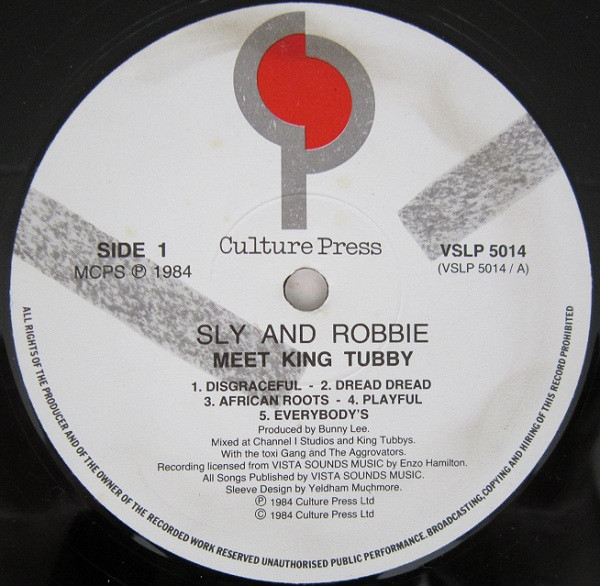 Culture Press
SIDE 1
MCPS ℗ 1984
VSLP 5014
(VSLP 5014 / A)
SLY AND ROBBIE
MEET KING TUBBY
1. DISGRACEFUL - 2. DREAD DREAD
3. AFRICAN ROOTS - 4. PLAYFUL
5. EVERYBODY'S
Produced by Bunny Lee.
Mixed at Channel I Studios and King Tubbys.
With the toxi Gang and The Aggrovators.
Recording licensed from VISTA SOUNDS MUSIC by Enzo Hamilton.
All Songs Published by VISTA SOUNDS MUSIC.
Sleeve Design by Yeldham Muchmore.
℗ 1984 Culture Press Ltd
© 1984 Culture Press Ltd
ALL RIGHTS OF THE PRODUCER AND OF THE OWNER OF THE RECORDED WORK RESERVED UNAUTHORISED PUBLIC PERFORMANCE. BROADCASTING, COPYING AND HIRING OF THIS RECORD PROHIBITED